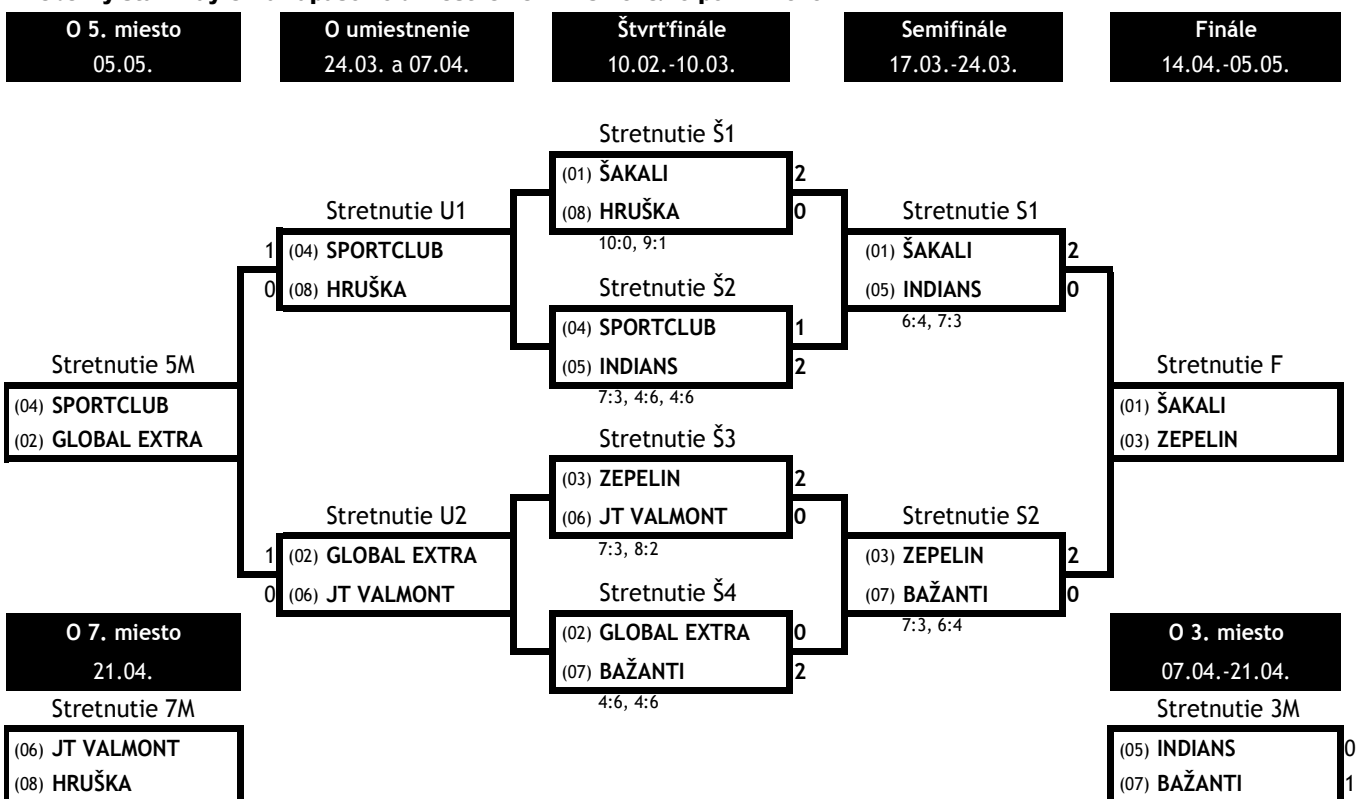 O 5. miesto
05.05.
O umiestnenie
24.03. a 07.04.
Štvrťfinále
10.02.-10.03.
Semifinále
17.03.-24.03.
Finále
14.04.-05.05.
Stretnutie Š1
(01) ŠAKALI 2
(08) HRUŠKA 0
10:0, 9:1
Stretnutie U1
1 (04) SPORTCLUB
0 (08) HRUŠKA
Stretnutie S1
(01) ŠAKALI 2
(05) INDIANS 0
6:4, 7:3
Stretnutie Š2
(04) SPORTCLUB 1
(05) INDIANS 2
7:3, 4:6, 4:6
Stretnutie 5M
(04) SPORTCLUB
(02) GLOBAL EXTRA
Stretnutie F
(01) ŠAKALI
(03) ZEPELIN
Stretnutie Š3
(03) ZEPELIN 2
(06) JT VALMONT 0
7:3, 8:2
Stretnutie U2
1 (02) GLOBAL EXTRA
0 (06) JT VALMONT
Stretnutie S2
(03) ZEPELIN 2
(07) BAŽANTI 0
7:3, 6:4
Stretnutie Š4
(02) GLOBAL EXTRA 0
(07) BAŽANTI 2
4:6, 4:6
O 7. miesto
21.04.
Stretnutie 7M
(06) JT VALMONT
(08) HRUŠKA
O 3. miesto
07.04.-21.04.
Stretnutie 3M
(05) INDIANS 0
(07) BAŽANTI 1